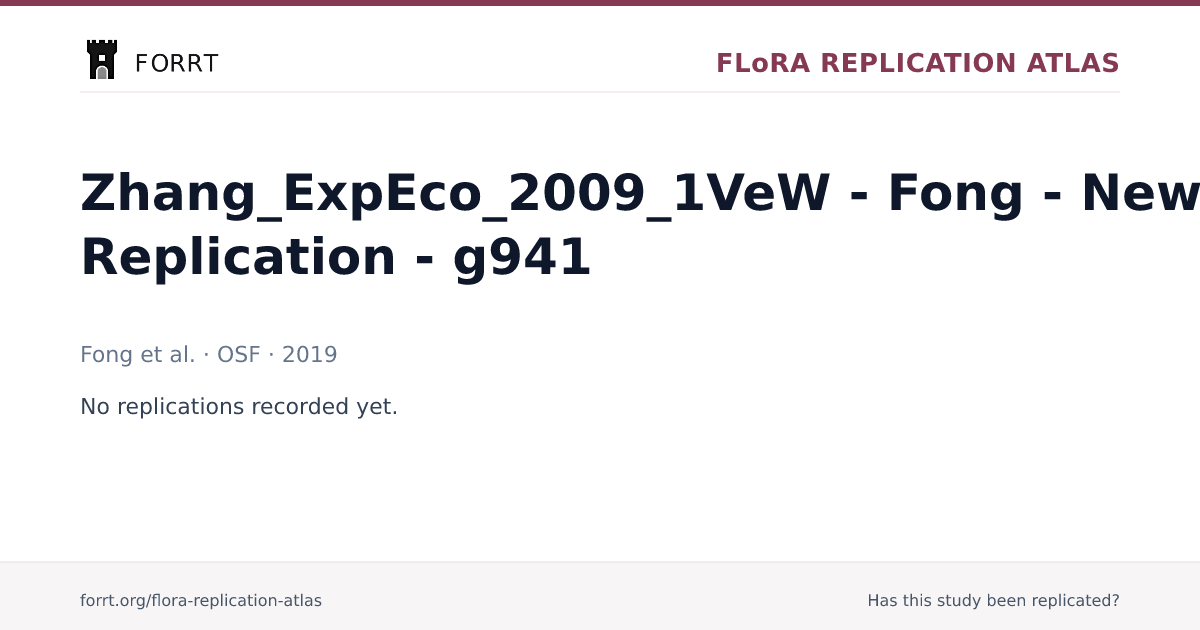 FORRT
FLoRA REPLICATION ATLAS
Zhang_ExpEco_2009_1VeW - Fong - New
Replication - g941
Fong et al. · OSF · 2019
No replications recorded yet.
forrt.org/flora-replication-atlas
Has this study been replicated?